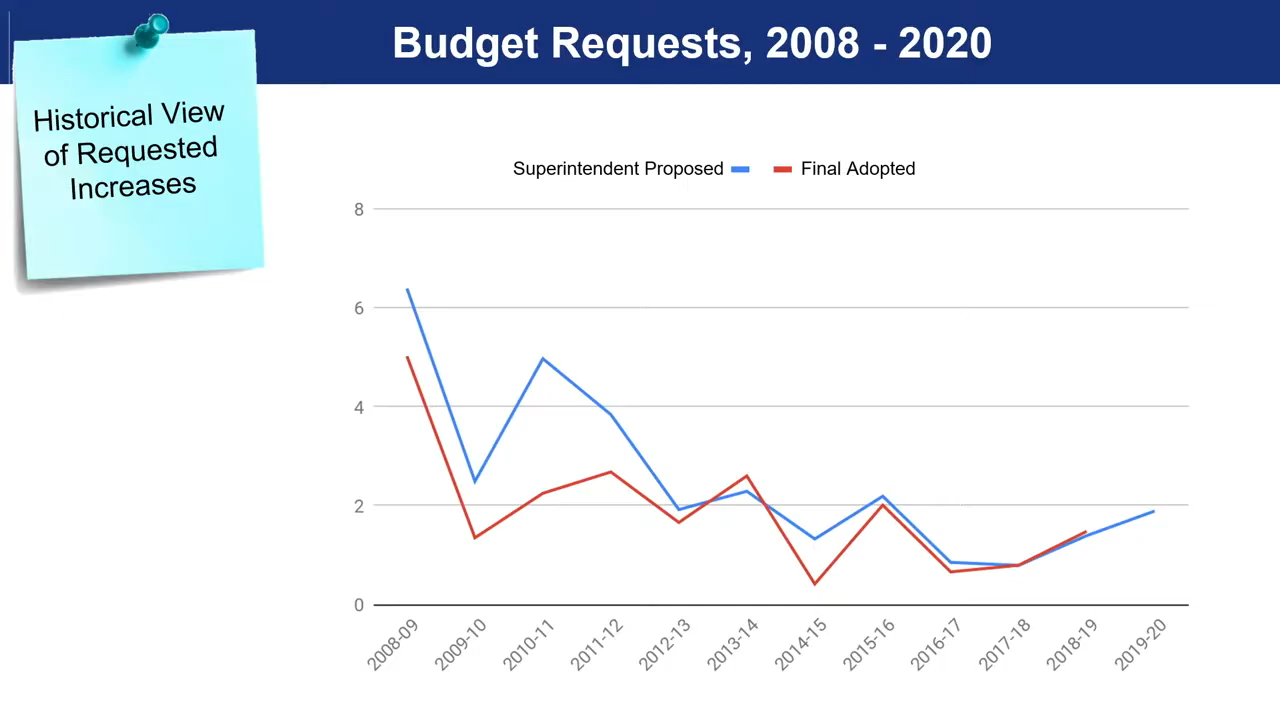 Budget Requests, 2008 - 2020
Historical View
of Requested
Increases
Superintendent Proposed
Final Adopted
8
6
4
2
0
2008-09
2009-10
2010-11
2011-12
2012-13
2013-14
2014-15
2015-16
2016-17
2017-18
2018-19
2019-20